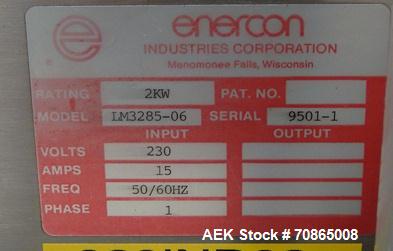 enercon
INDUSTRIES CORPORATION
Menomonee Falls, Wisconsin
RATING 2KW PAT. NO.
MODEL LM3285-06 SERIAL 9501-1
INPUT OUTPUT
VOLTS 230
AMPS 15
FREQ 50/60HZ
PHASE 1
AEK Stock # 70865008